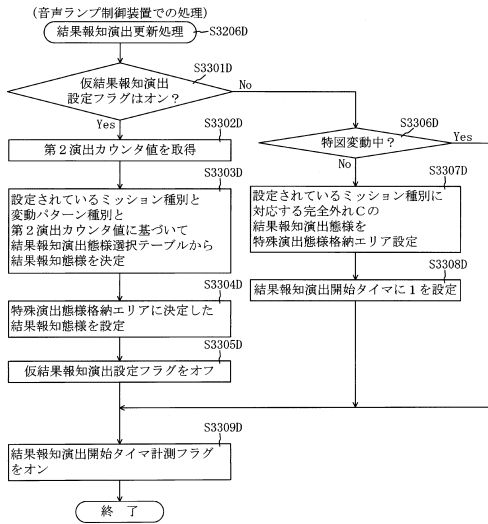 (音声ランプ制御装置での処理)
結果報知演出更新処理
S3206D
S3301D
仮結果報知演出
設定フラグはオン?
No
Yes
S3302D
第2演出カウンタ値を取得
S3303D
設定されているミッション種別と
変動パターン種別と
第2演出カウンタ値に基づいて
結果報知演出態様選択テーブルから
結果報知態様を決定
S3304D
特殊演出態様格納エリアに決定した
結果報知態様を設定
S3305D
仮結果報知演出設定フラグをオフ
S3306D
特図変動中?
Yes
No
S3307D
設定されているミッション種別に
対応する完全外れCの
結果報知演出態様を
特殊演出態様格納エリア設定
S3308D
結果報知演出開始タイマに1を設定
S3309D
結果報知演出開始タイマ計測フラグ
をオン
終 了